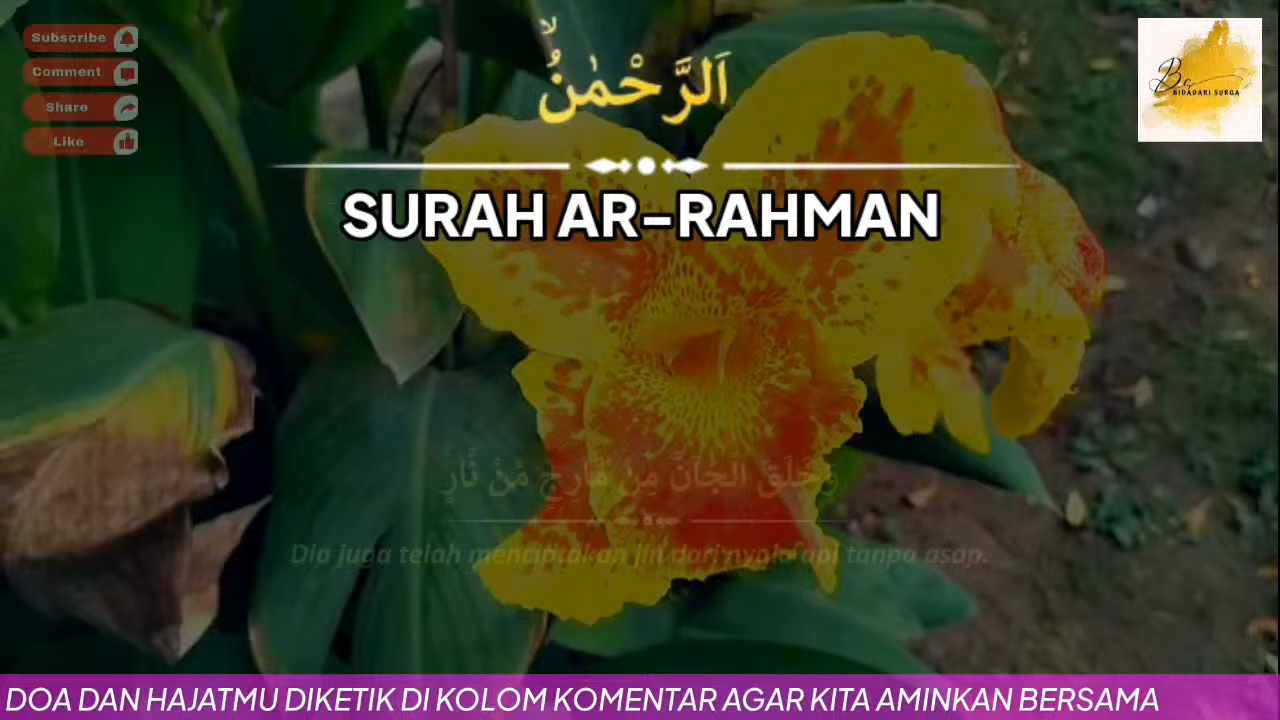 Subscribe
Comment
Share
Like
اَلرَّحْمٰنُۙ
SURAH AR-RAHMAN
BIDADARI SURGA
وَخَلَقَ الْجَاۤنَّ مِنْ مَّارِجٍ مِّنْ نَّارٍ
Dia juga telah menciptakan jin dari nyala api tanpa asap.
DOA DAN HAJATMU DIKETIK DI KOLOM KOMENTAR AGAR KITA AMINKAN BERSAMA